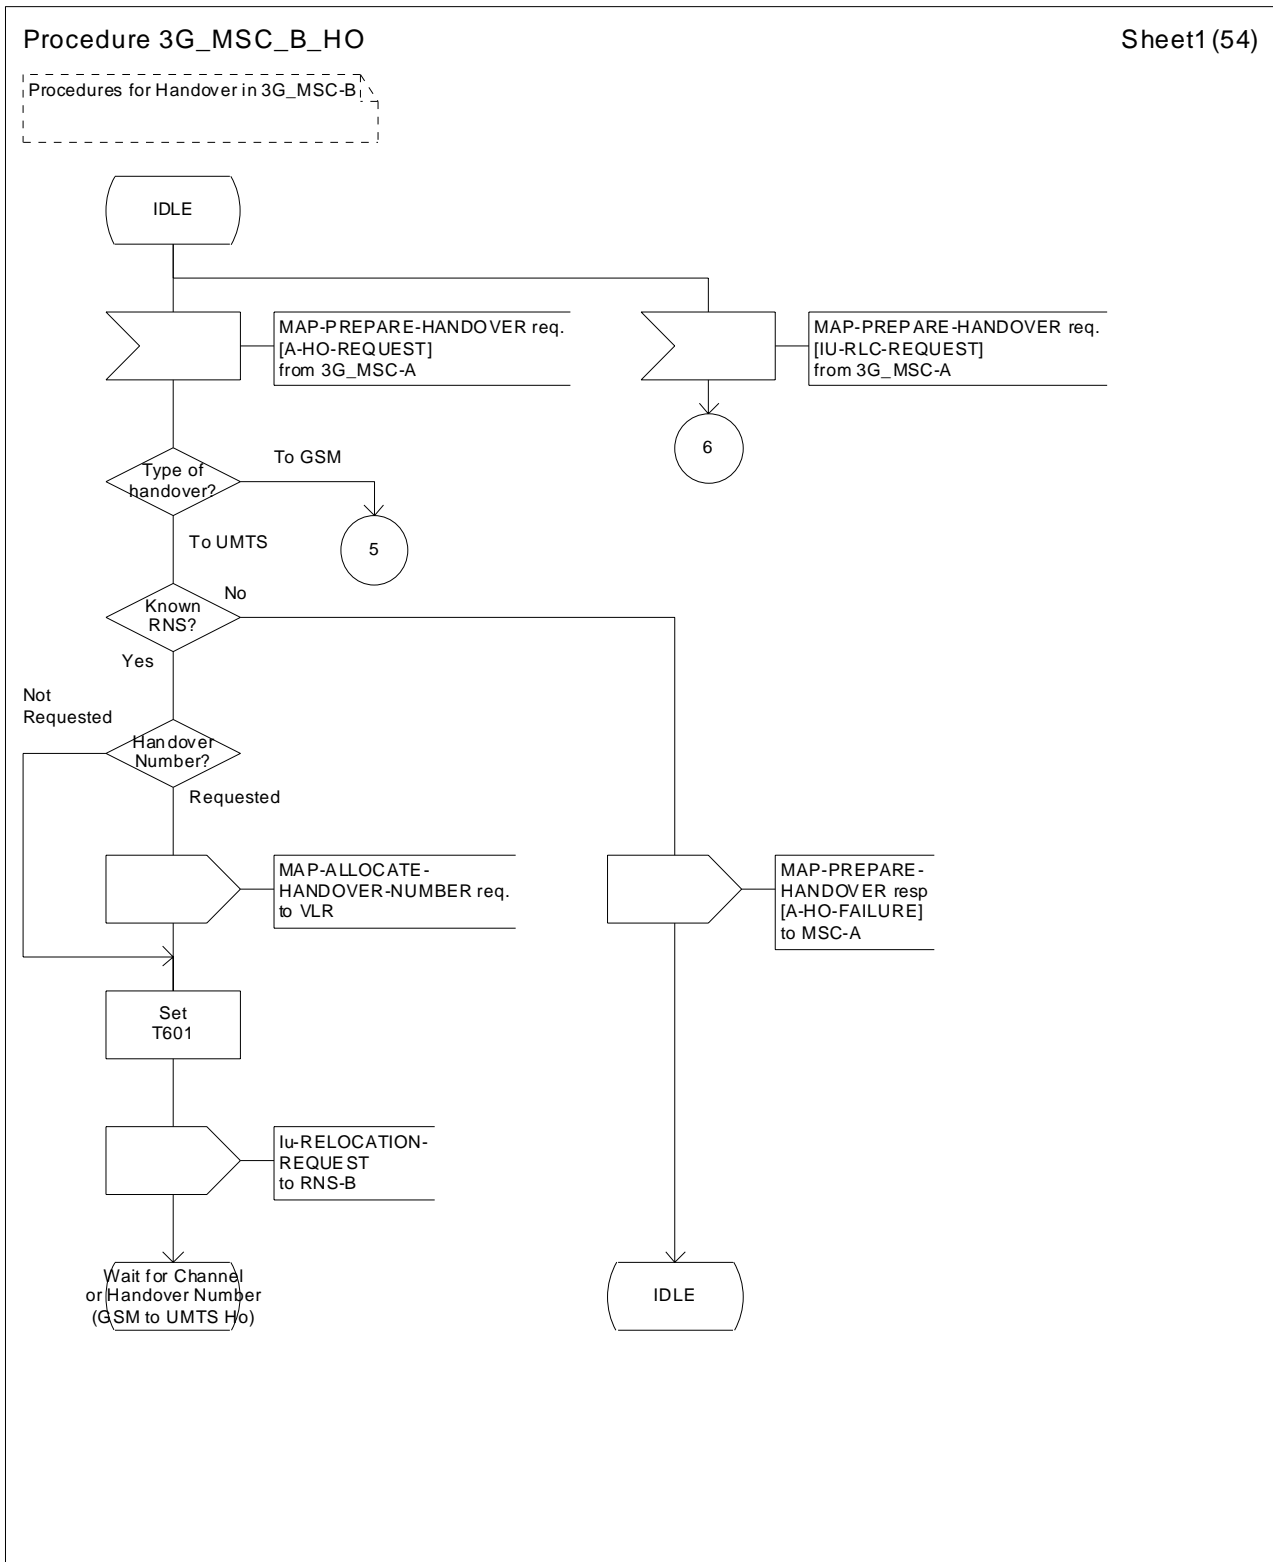 Procedure 3G_MSC_B_HO
Sheet1 (54)
Procedures for Handover in 3G_MSC-B
IDLE
MAP-PREPARE-HANDOVER req.
[A-HO-REQUEST]
from 3G_MSC-A
MAP-PREPARE-HANDOVER req.
[IU-RLC-REQUEST]
from 3G_MSC-A
6
Type of
handover?
To GSM
To UMTS
5
Known
RNS?
No
Yes
Not
Requested
Handover
Number?
Requested
MAP-ALLOCATE-
HANDOVER-NUMBER req.
to VLR
MAP-PREPARE-
HANDOVER resp
[A-HO-FAILURE]
to MSC-A
Set
T601
Iu-RELOCATION-
REQUEST
to RNS-B
Wait for Channel
or Handover Number
(GSM to UMTS Ho)
IDLE